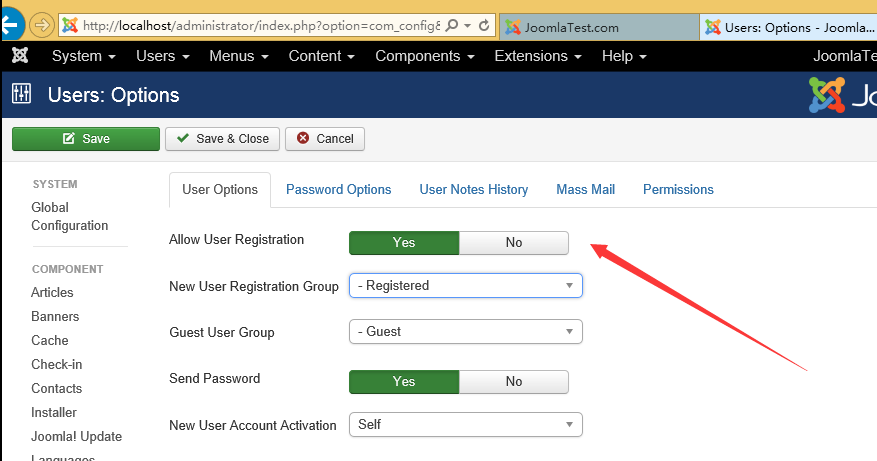 http://localhost/administrator/index.php?option=com_config&
JoomlaTest.com
Users: Options - Joomla...
System
Users
Menus
Content
Components
Extensions
Help
JoomlaTe
Users: Options
Jo
Save
Save & Close
Cancel
SYSTEM
Global
Configuration
COMPONENT
Articles
Banners
Cache
Check-in
Contacts
Installer
Joomla! Update
Languages
User Options
Password Options
User Notes History
Mass Mail
Permissions
Allow User Registration
Yes
No
New User Registration Group
- Registered
Guest User Group
- Guest
Send Password
Yes
No
New User Account Activation
Self